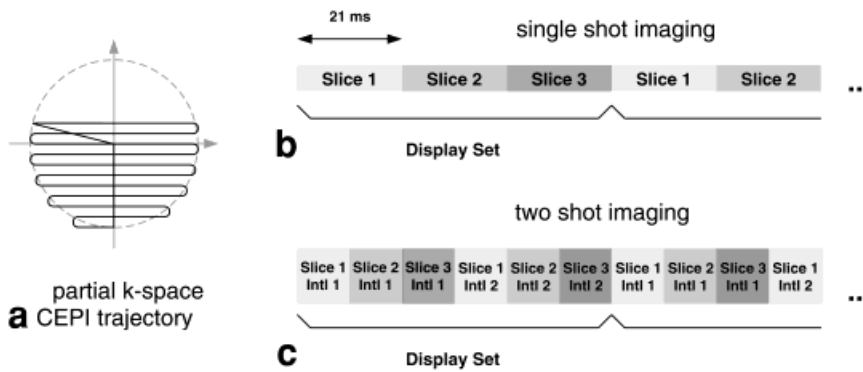 partial k-space
a CEPI trajectory
21 ms
single shot imaging
Slice 1 Slice 2 Slice 3 Slice 1 Slice 2 ..
b Display Set
two shot imaging
Slice 1 Slice 2 Slice 3 Slice 1 Slice 2 Slice 3 Slice 1 Slice 2 Slice 3 Slice 1
Intl 1 Intl 1 Intl 1 Intl 2 Intl 2 Intl 2 Intl 1 Intl 1 Intl 1 Intl 2 ..
c Display Set